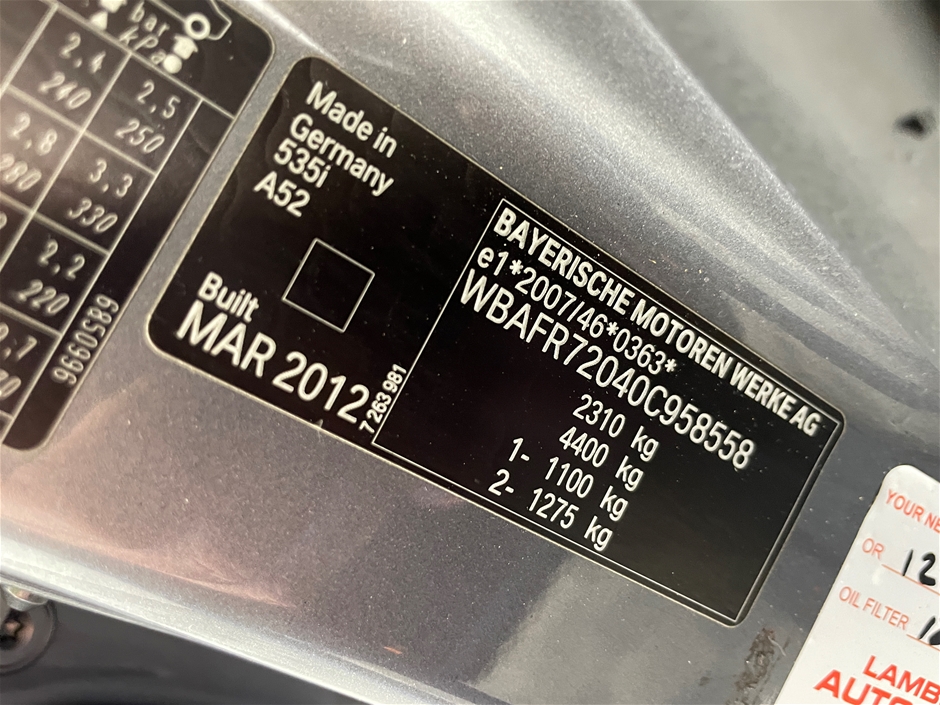 bar
kPa
2,4
240
2,5
250
2,8
280
3,3
330
2,2
220
6850996
Made in
Germany
535i
A52
Built
MAR 2012
7 263 981
BAYERISCHE MOTOREN WERKE AG
e1*2007/46*0363*
WBAFR72040C958558
2310 kg
4400 kg
1- 1100 kg
2- 1275 kg
YOUR NE
OR 12
OIL FILTER
LAMB
AUTO